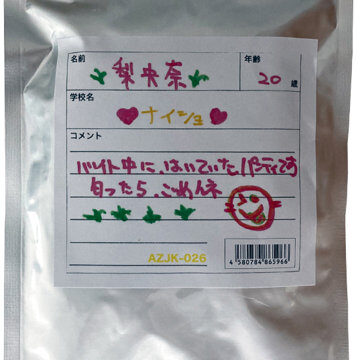 名前
梨央奈
年齢
20 歳
学校名
ナイショ
コメント
バイト中に、はいていたパンティです
匂ったら、ごめんネ
AZJK-026
4 580784 865966